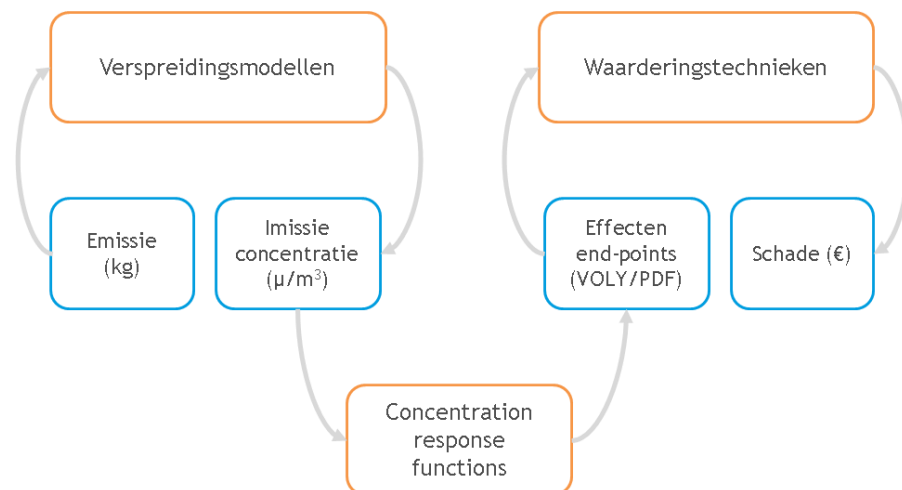 Verspreidingsmodellen
Waarderingstechnieken
Emissie
(kg)
Imissie
concentratie
(µ/m³)
Effecten
end-points
(VOLY/PDF)
Schade (€)
Concentration
response
functions